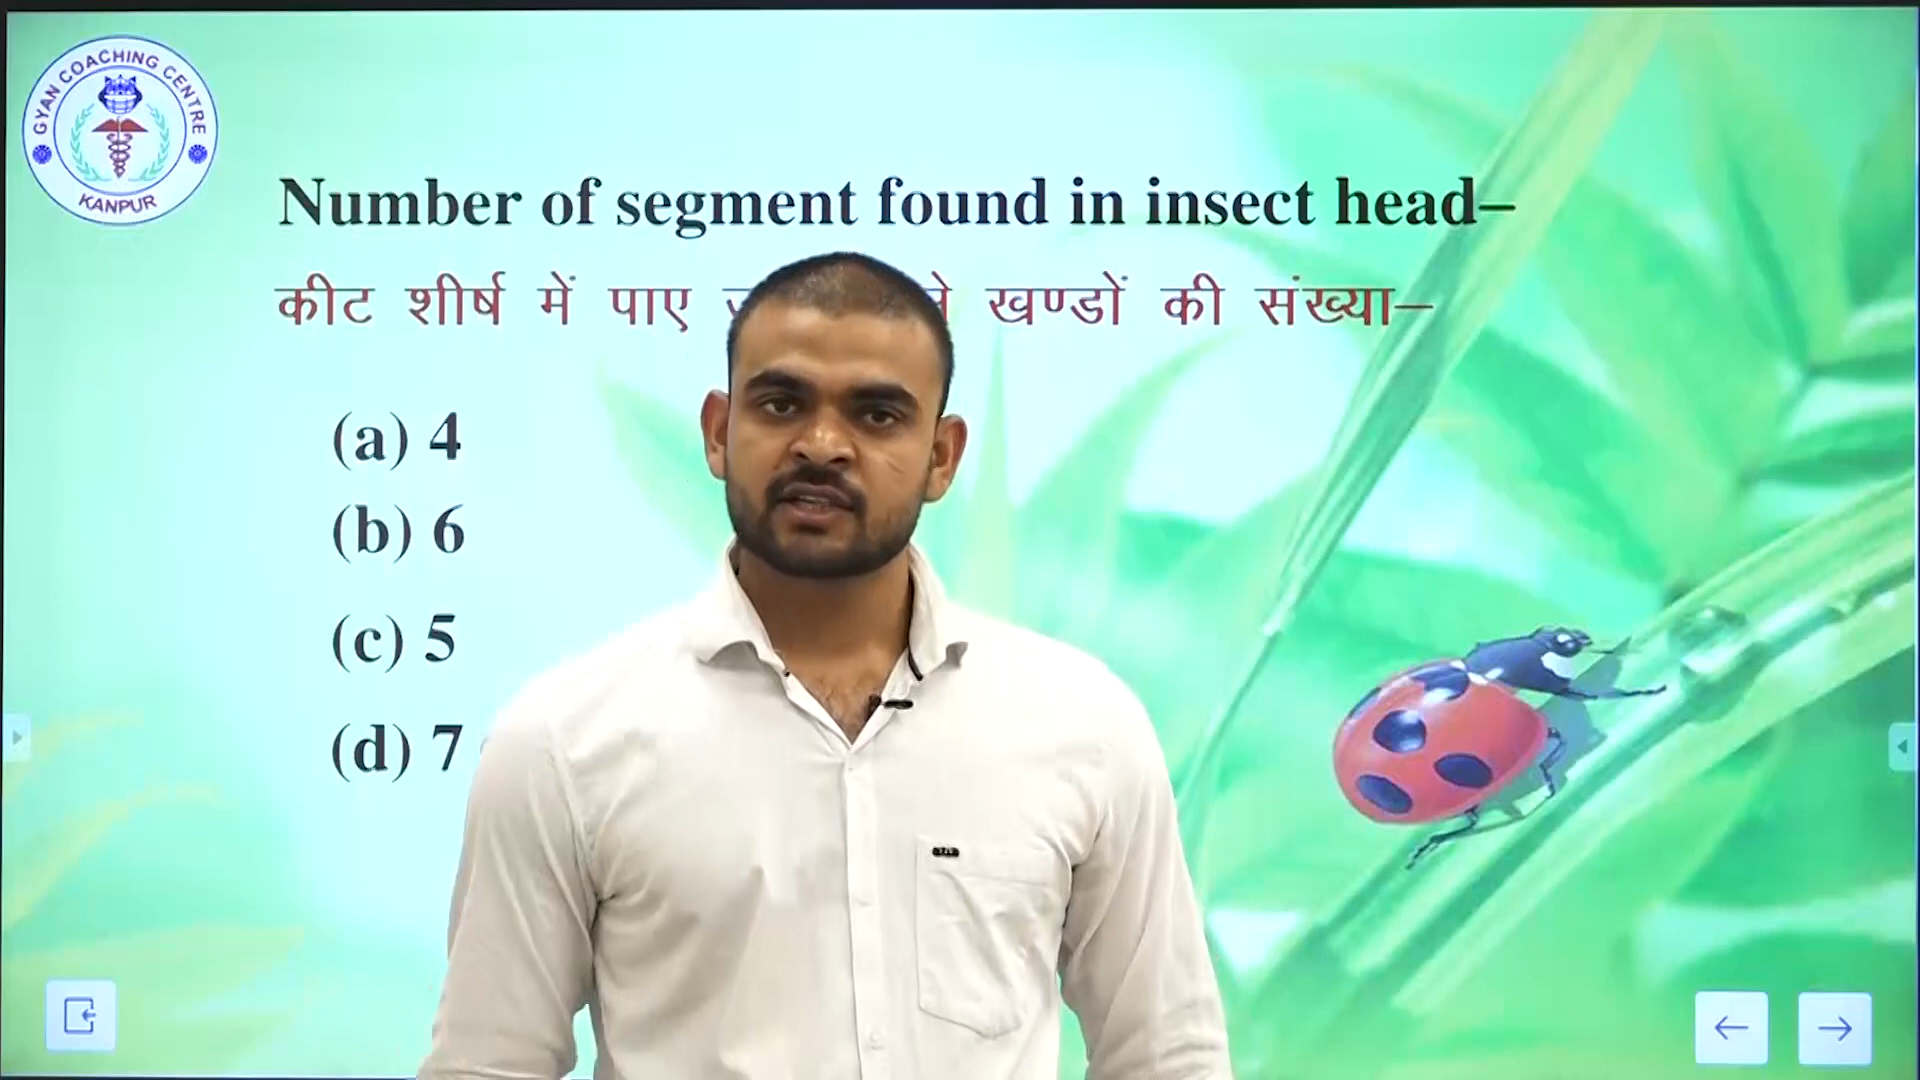 GYAN COACHING CENTRE
KANPUR
Number of segment found in insect head–
कीट शीर्ष में पाए खण्डों की संख्या–
(a) 4
(b) 6
(c) 5
(d) 7